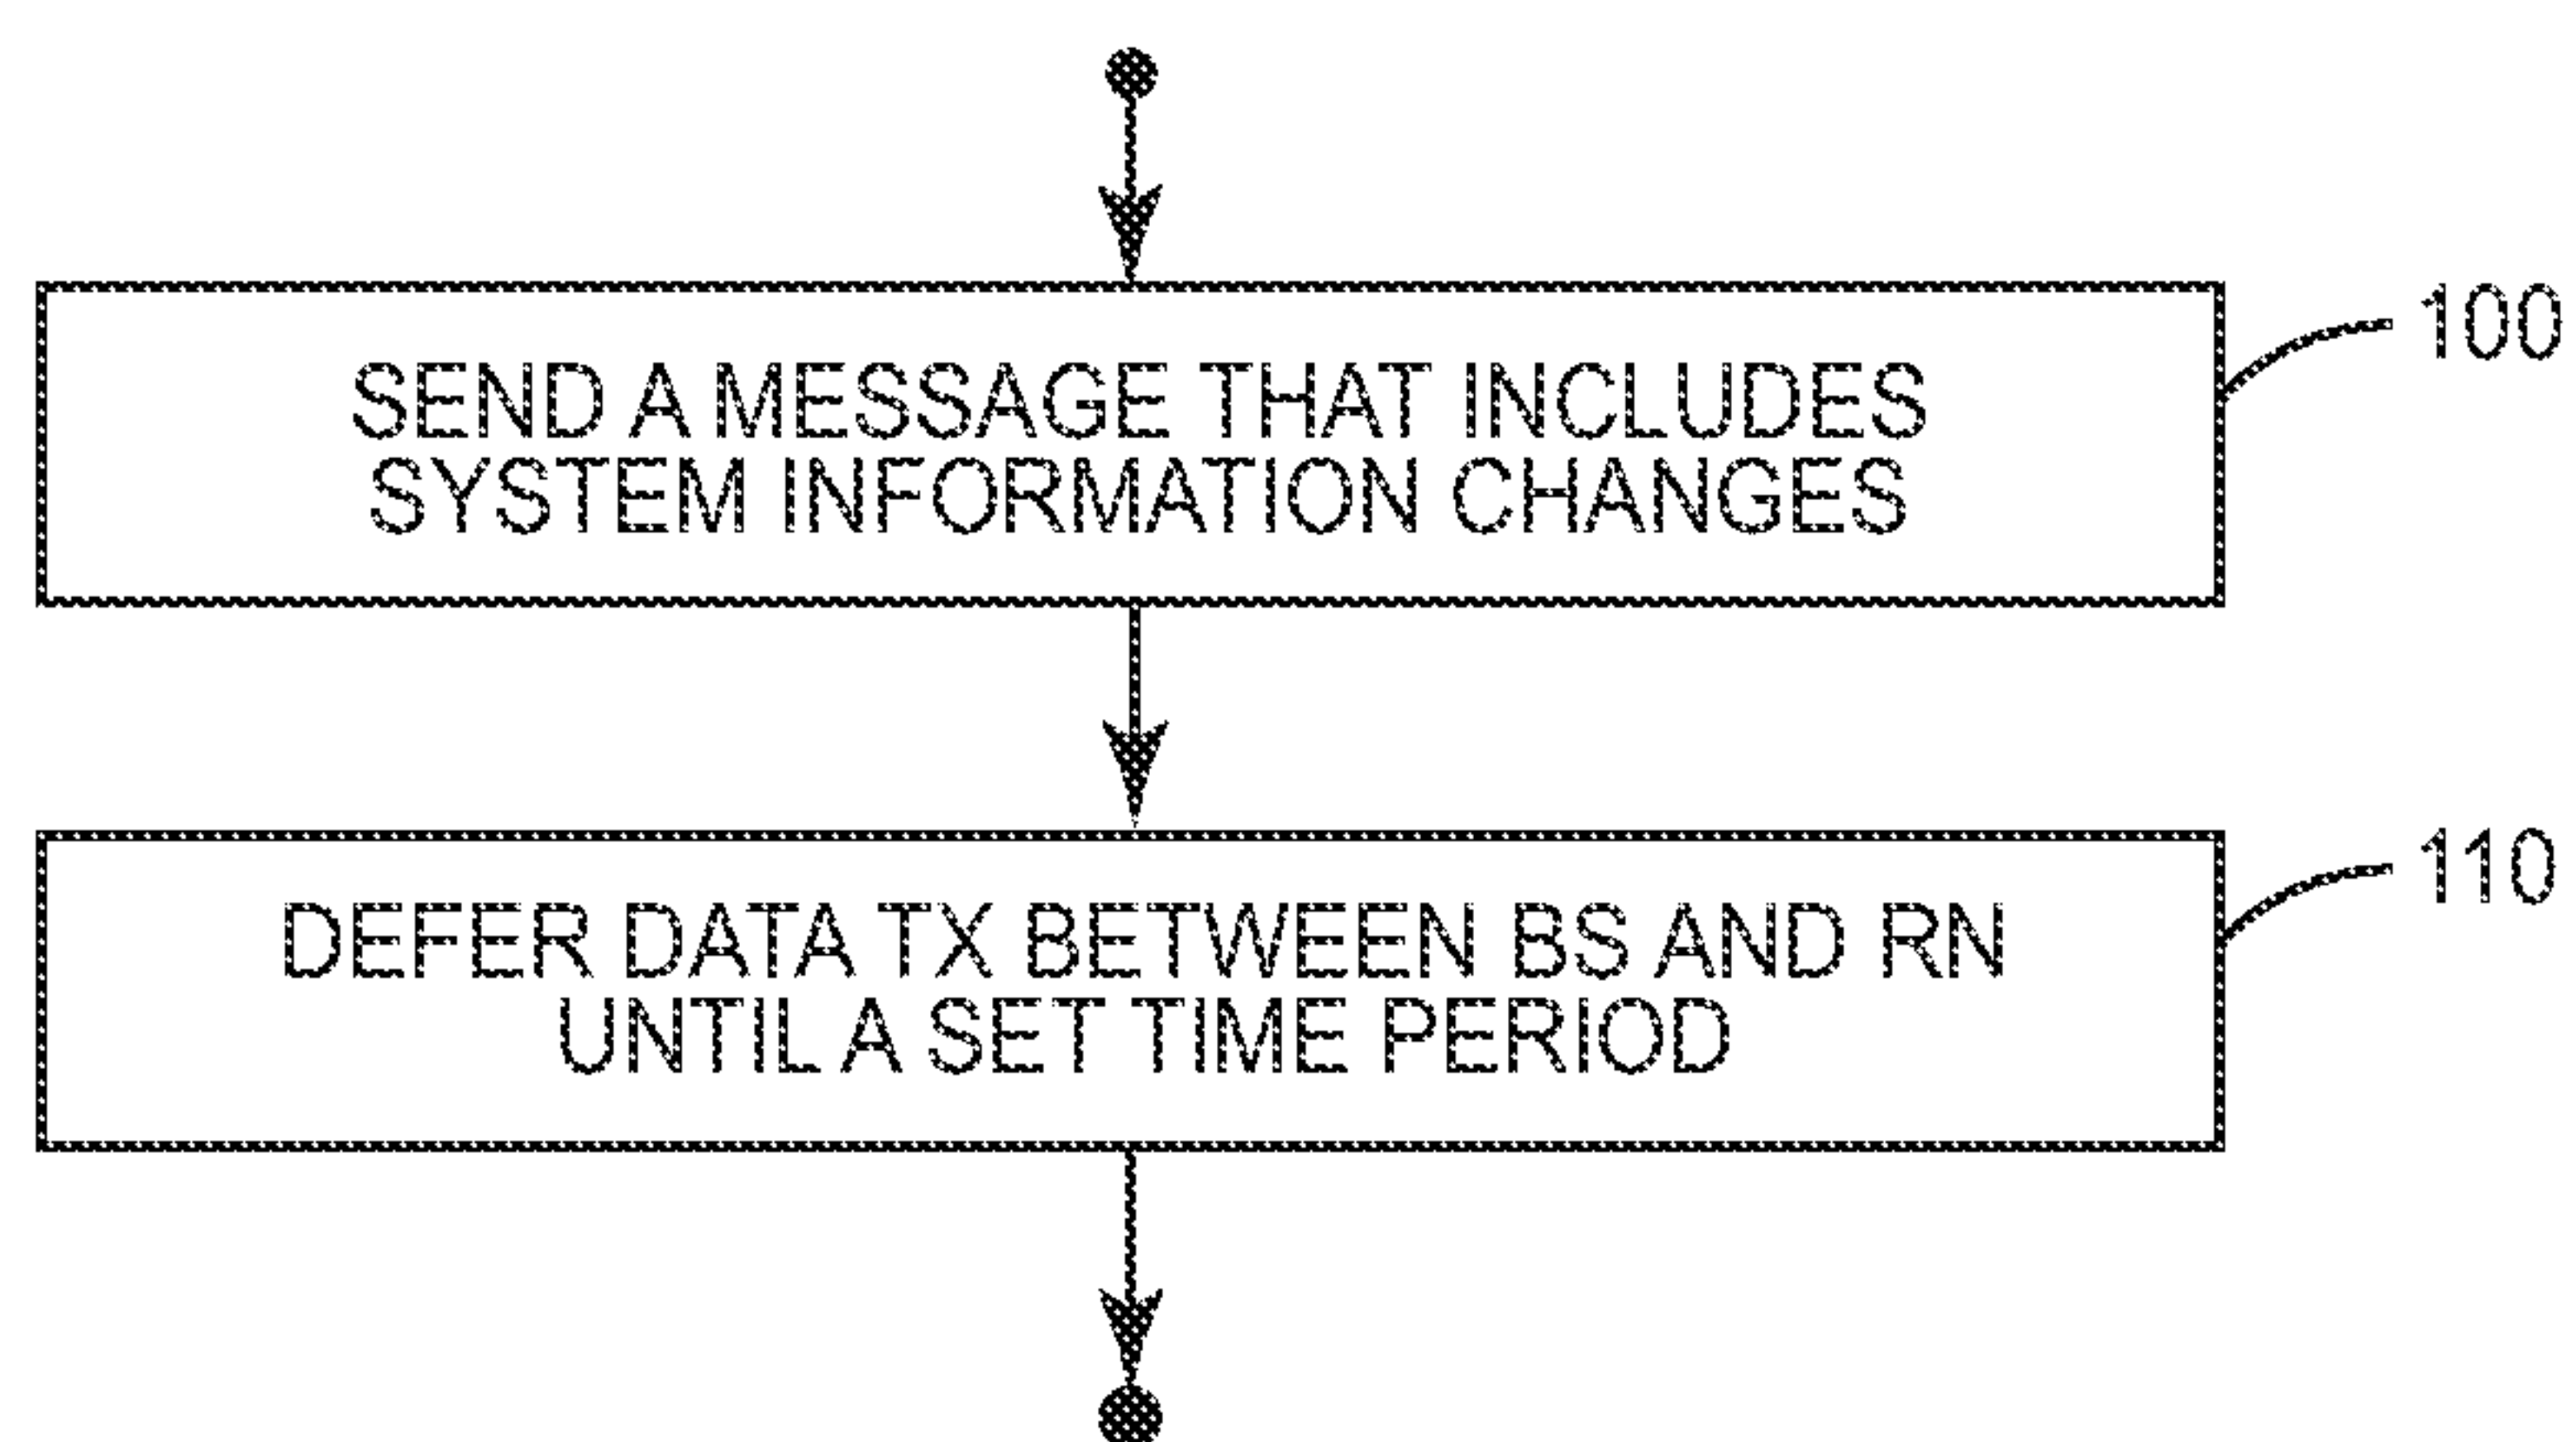 SEND A MESSAGE THAT INCLUDES
SYSTEM INFORMATION CHANGES
100
DEFER DATA TX BETWEEN BS AND RN
UNTIL A SET TIME PERIOD
110